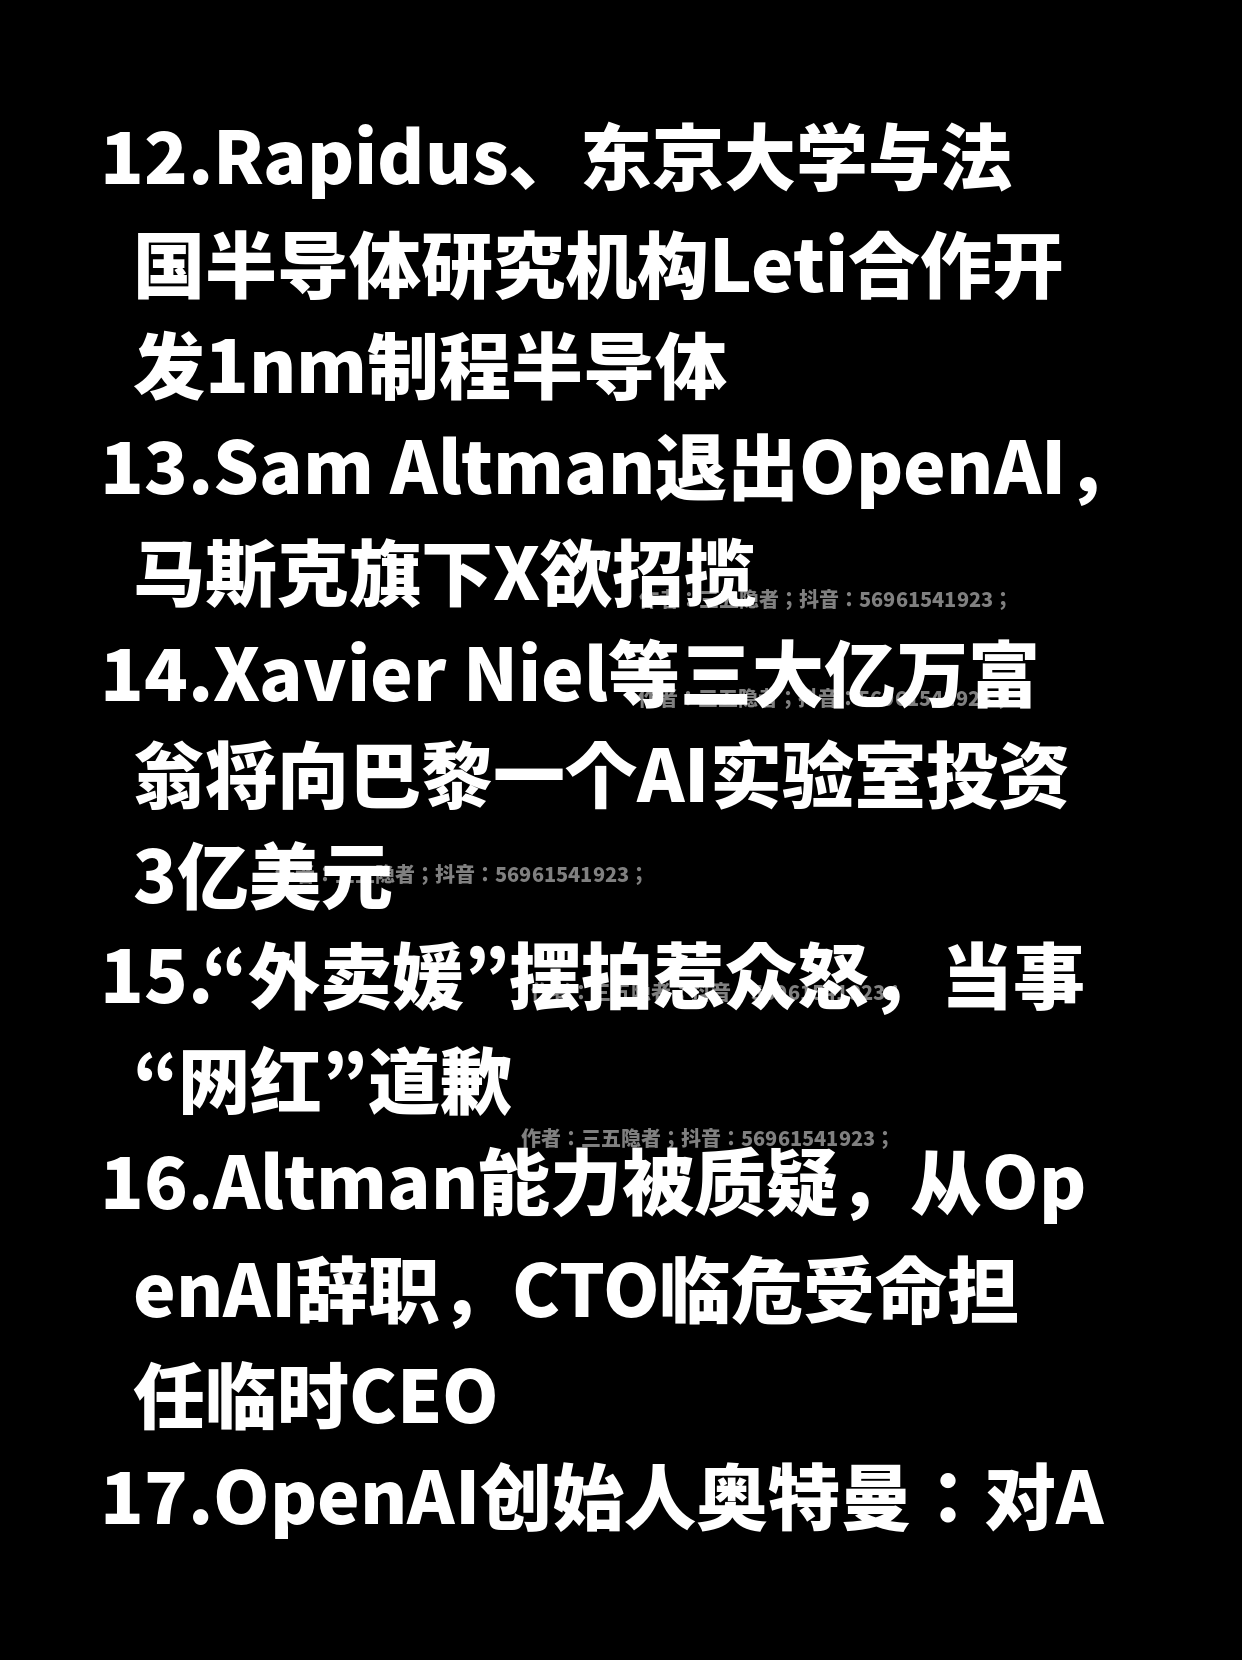 12.Rapidus、东京大学与法
国半导体研究机构Leti合作开
发1nm制程半导体
13.Sam Altman退出OpenAI，
马斯克旗下X欲招揽
作者：三五隐者；抖音：56961541923；
14.Xavier Niel等三大亿万富
作者：三五隐者；抖音：56961541923；
翁将向巴黎一个AI实验室投资
3亿美元
隐者；抖音：56961541923；
15.“外卖媛”摆拍惹众怒，当事
“网红”道歉
作者：三五隐者；抖音：56961541923；
16.Altman能力被质疑，从Op
enAI辞职，CTO临危受命担
任临时CEO
17.OpenAI创始人奥特曼：对A